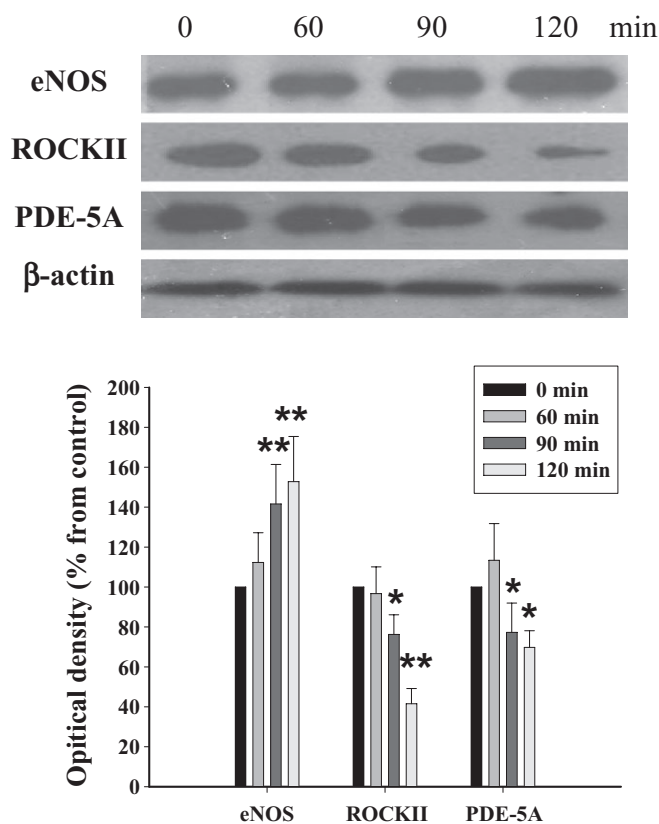 0 60 90 120 min
eNOS
ROCKII
PDE-5A
β-actin
Opitical density (% from control)
200
180
160
140
120
100
80
60
40
20
0
** **
* **
* *
0 min
60 min
90 min
120 min
eNOS ROCKII PDE-5A